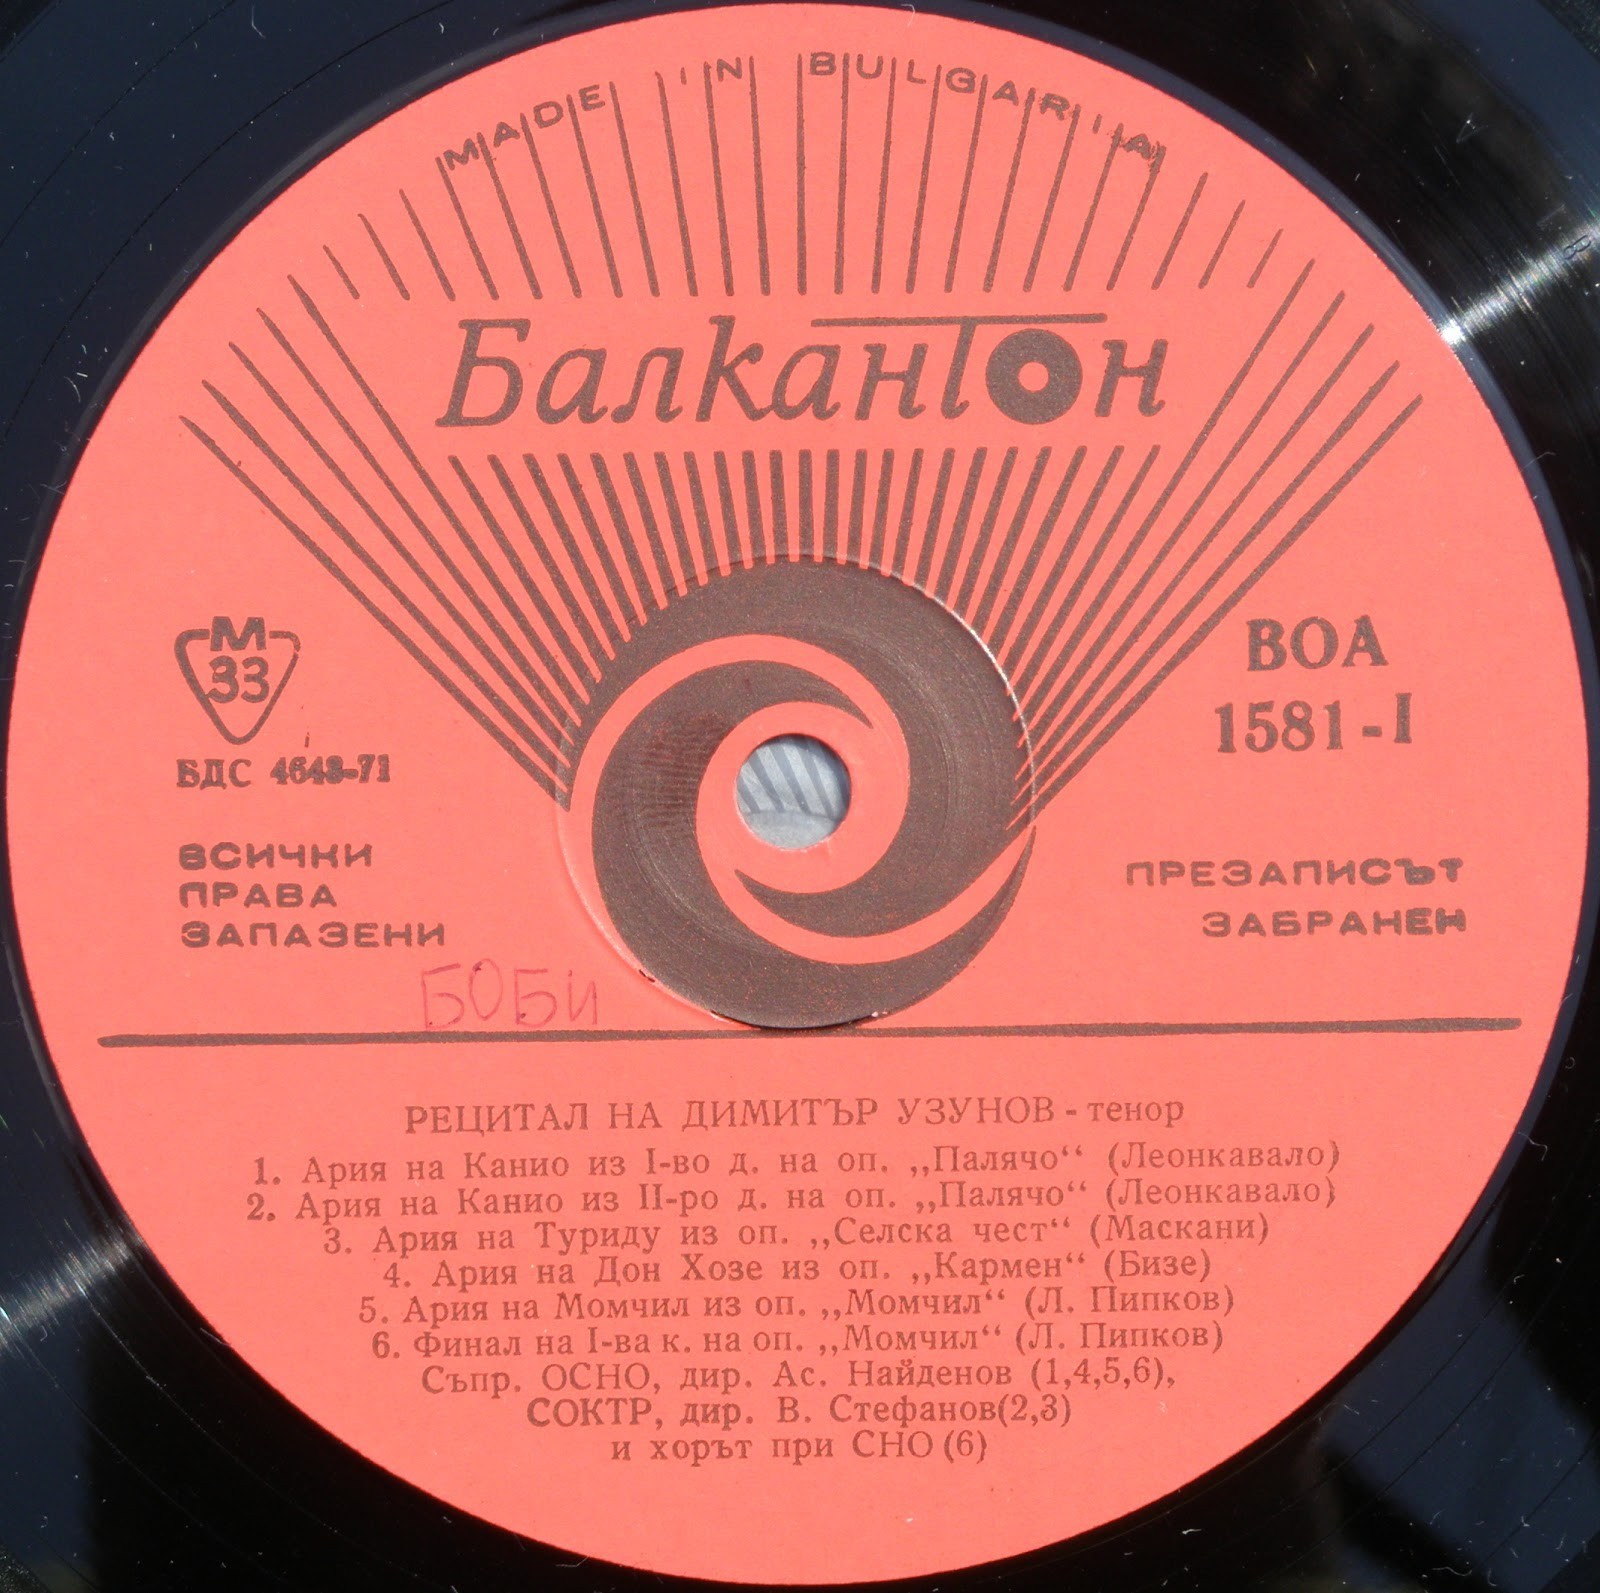 MADE IN BULGARIA
Балкантон
М
33
БДС 4643-71
ВСИЧКИ
ПРАВА
ЗАПАЗЕНИ
ВОА
1581-I
ПРЕЗАПИСЪТ
ЗАБРАНЕН
БОБИ
РЕЦИТАЛ НА ДИМИТЪР УЗУНОВ - тенор
1. Ария на Канио из I-во д. на оп. „Палячо“ (Леонкавало)
2. Ария на Канио из II-ро д. на оп. „Палячо“ (Леонкавало)
3. Ария на Туриду из оп. „Селска чест“ (Маскани)
4. Ария на Дон Хозе из оп. „Кармен“ (Бизе)
5. Ария на Момчил из оп. „Момчил“ (Л. Пипков)
6. Финал на I-ва к. на оп. „Момчил“ (Л. Пипков)
Съпр. ОСНО, дир. Ас. Найденов (1,4,5,6),
СОКТР, дир. В. Стефанов(2,3)
и хорът при СНО (6)